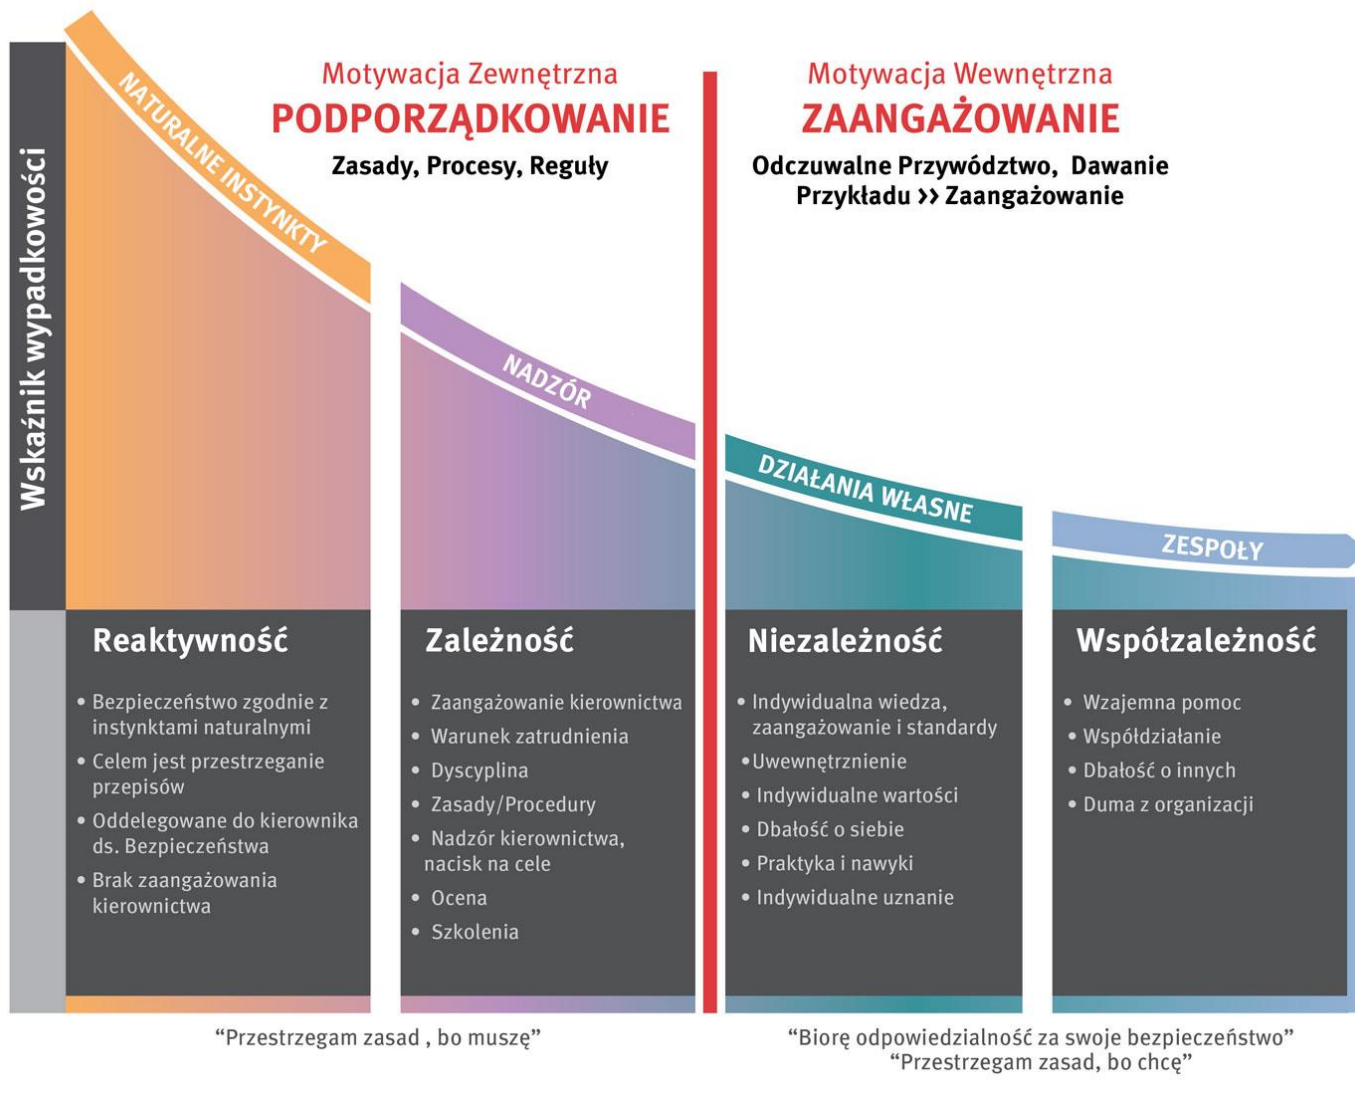 Motywacja Zewnętrzna
PODPORZĄDKOWANIE
Zasady, Procesy, Reguły
Motywacja Wewnętrzna
ZAANGAŻOWANIE
Odczuwalne Przywództwo, Dawanie
Przykładu >> Zaangażowanie
Wskaźnik wypadkowości
NATURALNE INSTYNKTY
NADZÓR
DZIAŁANIA WŁASNE
ZESPOŁY
Reaktywność
• Bezpieczeństwo zgodnie z
instynktami naturalnymi
• Celem jest przestrzeganie
przepisów
• Oddelegowane do kierownika
ds. Bezpieczeństwa
• Brak zaangażowania
kierownictwa
Zależność
• Zaangażowanie kierownictwa
• Warunek zatrudnienia
• Dyscyplina
• Zasady/Procedury
• Nadzór kierownictwa,
nacisk na cele
• Ocena
• Szkolenia
Niezależność
• Indywidualna wiedza,
zaangażowanie i standardy
•Uwewnętrznienie
• Indywidualne wartości
• Dbałość o siebie
• Praktyka i nawyki
• Indywidualne uznanie
Współzależność
• Wzajemna pomoc
• Współdziałanie
• Dbałość o innych
• Duma z organizacji
“Przestrzegam zasad , bo muszę”
“Biorę odpowiedzialność za swoje bezpieczeństwo”
“Przestrzegam zasad, bo chcę”